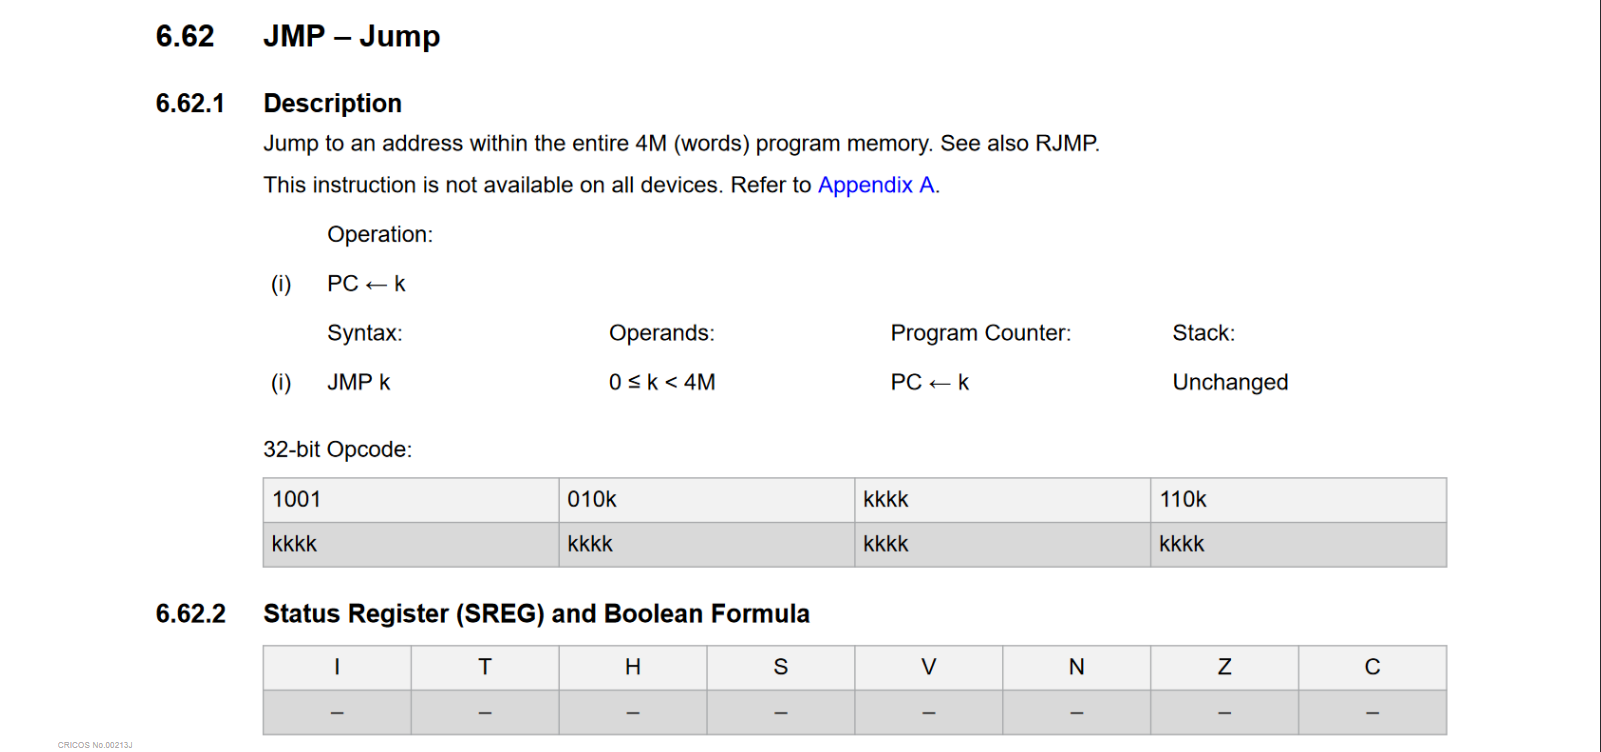 6.62 JMP – Jump
6.62.1 Description
Jump to an address within the entire 4M (words) program memory. See also RJMP.
This instruction is not available on all devices. Refer to Appendix A.
Operation:
(i) PC ← k
Syntax: Operands: Program Counter: Stack:
(i) JMP k 0 ≤ k < 4M PC ← k Unchanged
32-bit Opcode:
1001 010k kkkk 110k
kkkk kkkk kkkk kkkk
6.62.2 Status Register (SREG) and Boolean Formula
I T H S V N Z C
– – – – – – – –
CRICOS No.00213J